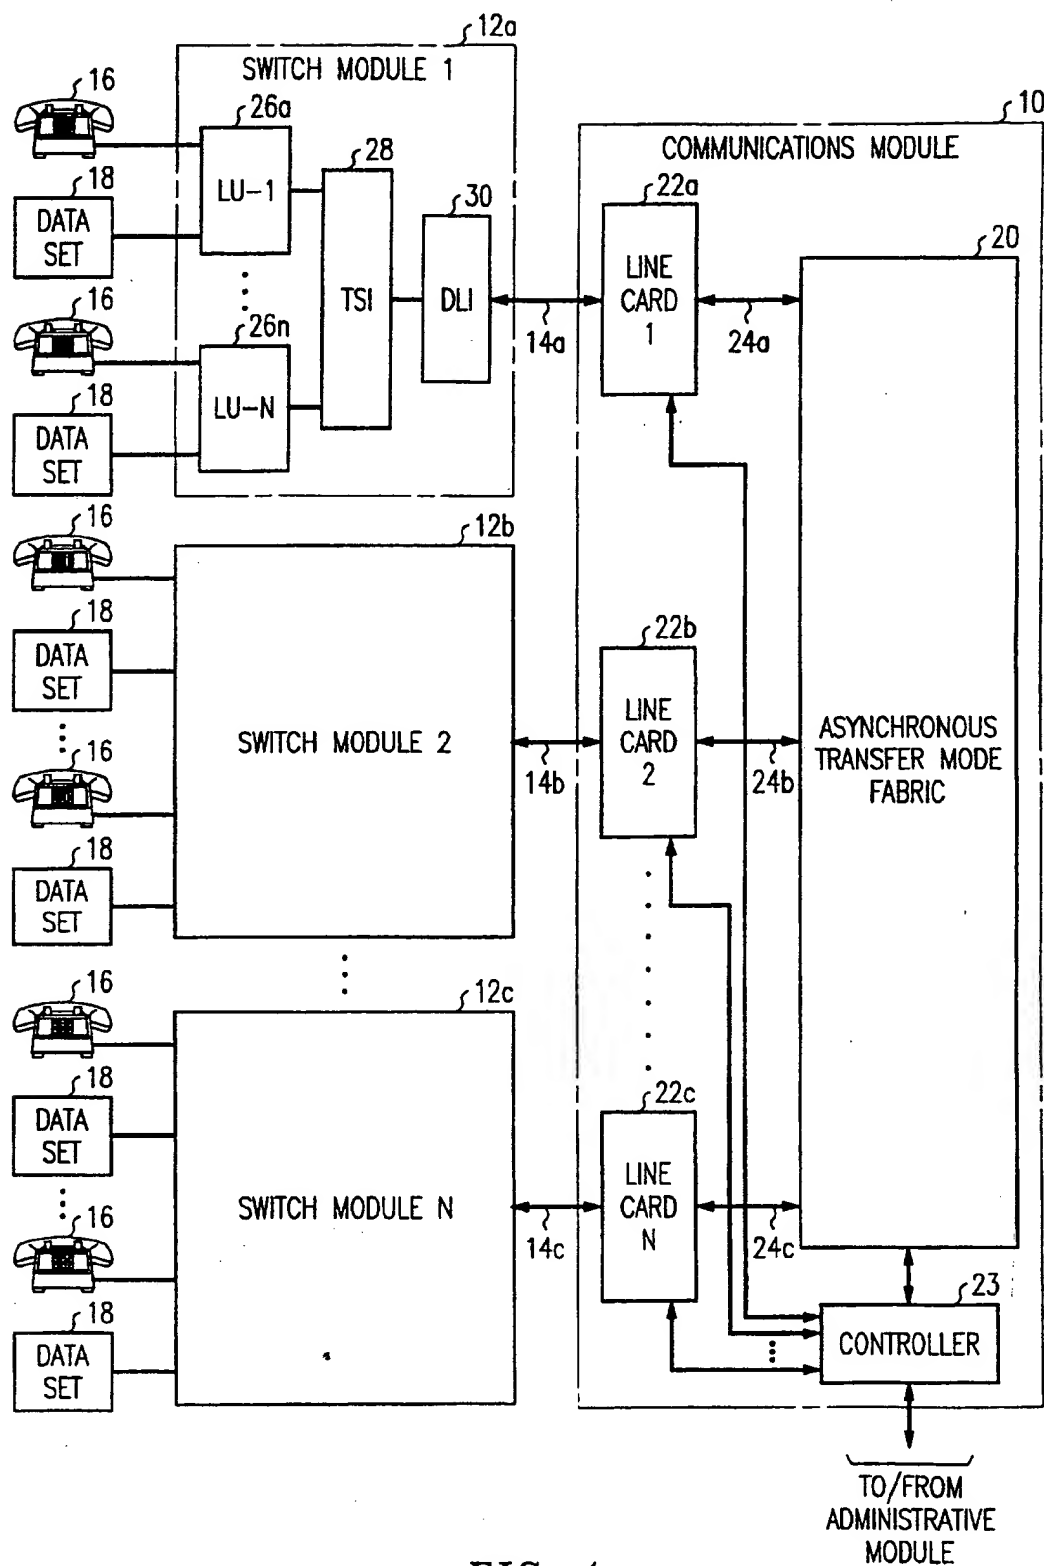 12a
SWITCH MODULE 1
16
26a
10
COMMUNICATIONS MODULE
28
22a
18
LU-1
30
20
DATA
SET
TSI
DLI
LINE
CARD
1
16
14a
24a
26n
18
LU-N
DATA
SET
16
12b
18
22b
DATA
SET
SWITCH MODULE 2
LINE
CARD
2
ASYNCHRONOUS
TRANSFER MODE
FABRIC
16
14b
24b
18
DATA
SET
16
12c
18
22c
DATA
SET
SWITCH MODULE N
LINE
CARD
N
16
14c
24c
18
23
DATA
SET
CONTROLLER
TO/FROM
ADMINISTRATIVE
MODULE